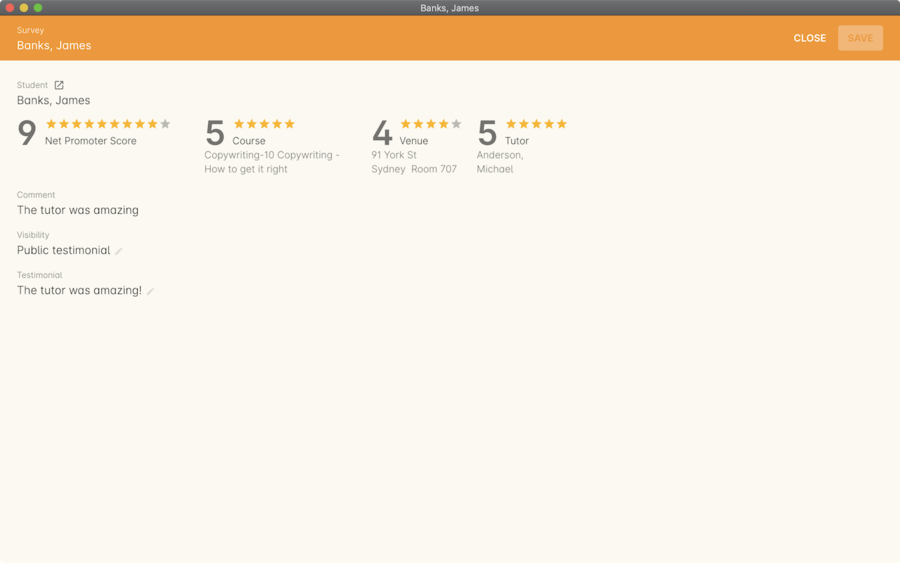 Banks, James
Survey
Banks, James
CLOSE
SAVE
Student
Banks, James
9
Net Promoter Score
5
Course
Copywriting-10 Copywriting -
How to get it right
4
Venue
91 York St
Sydney Room 707
5
Tutor
Anderson,
Michael
Comment
The tutor was amazing
Visibility
Public testimonial
Testimonial
The tutor was amazing!